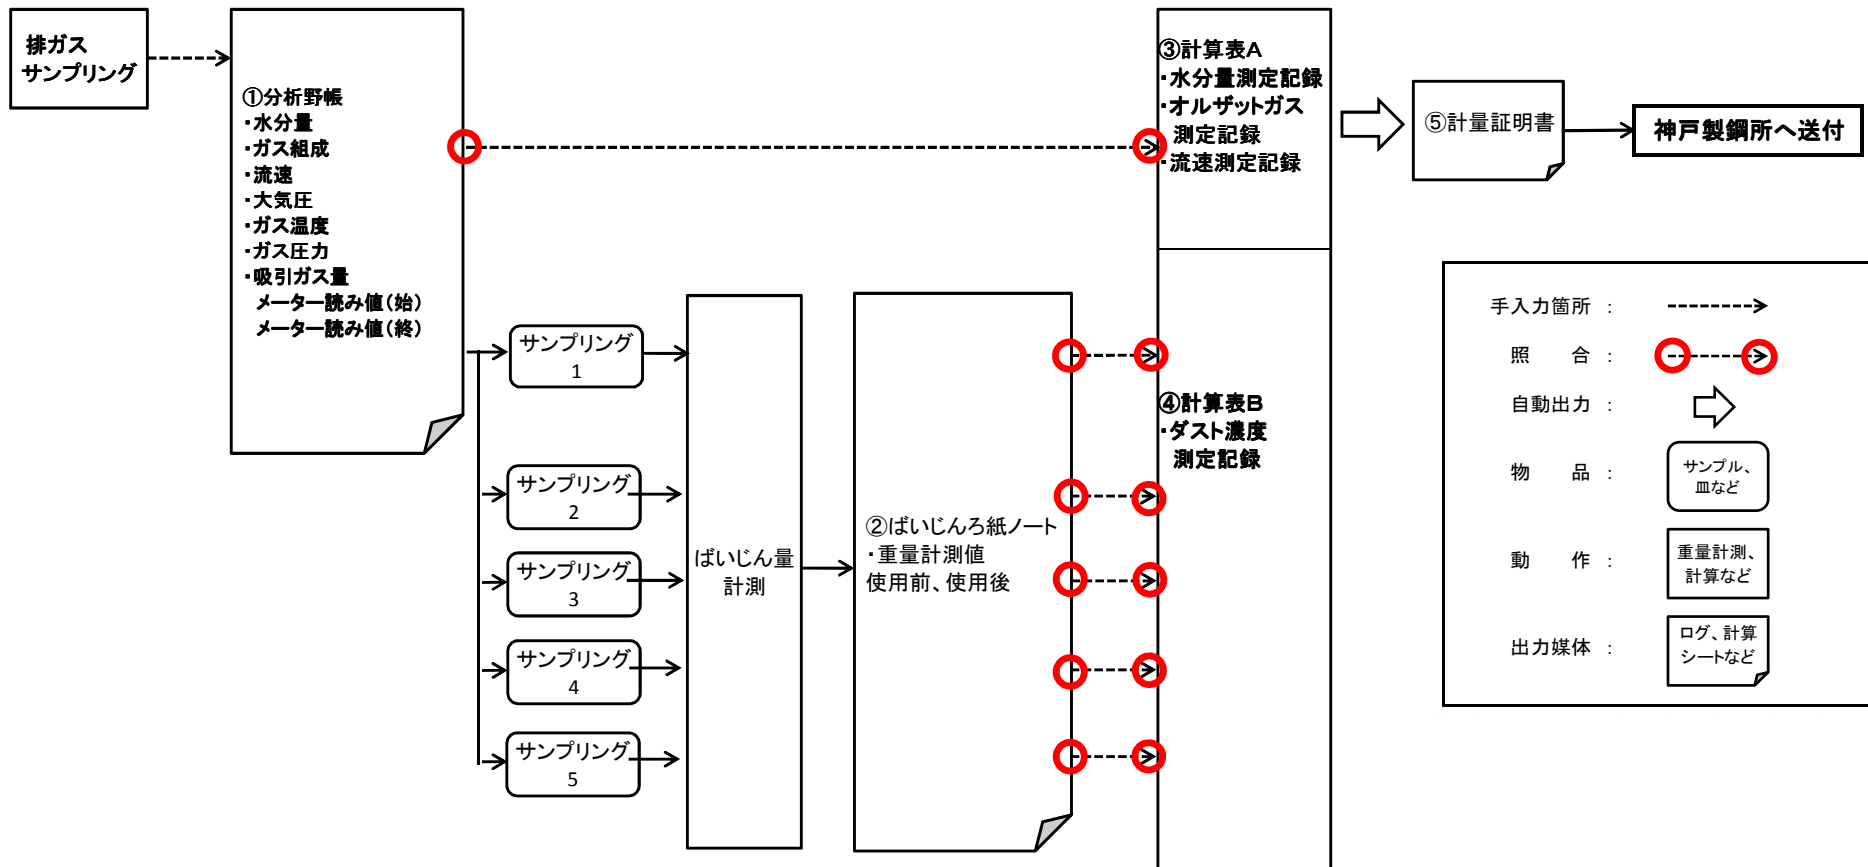 排ガス
サンプリング
①分析野帳
・水分量
・ガス組成
・流速
・大気圧
・ガス温度
・ガス圧力
・吸引ガス量
メーター読み値(始)
メーター読み値(終)
サンプリング
1
サンプリング
2
サンプリング
3
サンプリング
4
サンプリング
5
ばいじん量
計測
②ばいじんろ紙ノート
・重量計測値
使用前、使用後
③計算表A
・水分量測定記録
・オルザットガス
測定記録
・流速測定記録
④計算表B
・ダスト濃度
測定記録
⑤計量証明書
神戸製鋼所へ送付
手入力箇所 :
照 合 :
自動出力 :
物 品 :
サンプル、
皿など
動 作 :
重量計測、
計算など
出力媒体 :
ログ、計算
シートなど